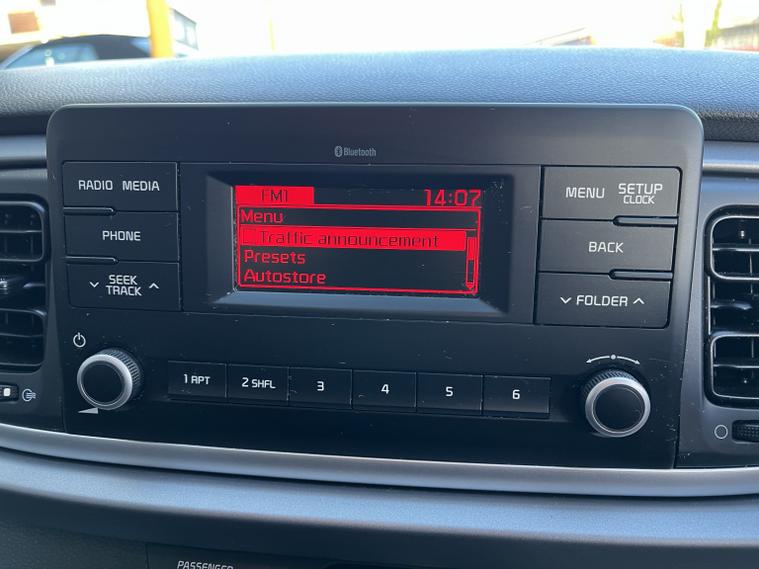 Bluetooth
RADIO MEDIA
PHONE
SEEK
TRACK
FM1 14:07
Menu
Traffic announcement
Presets
Autostore
MENU SETUP
CLOCK
BACK
FOLDER
1 RPT
2 SHFL
3
4
5
6
PASSENGER